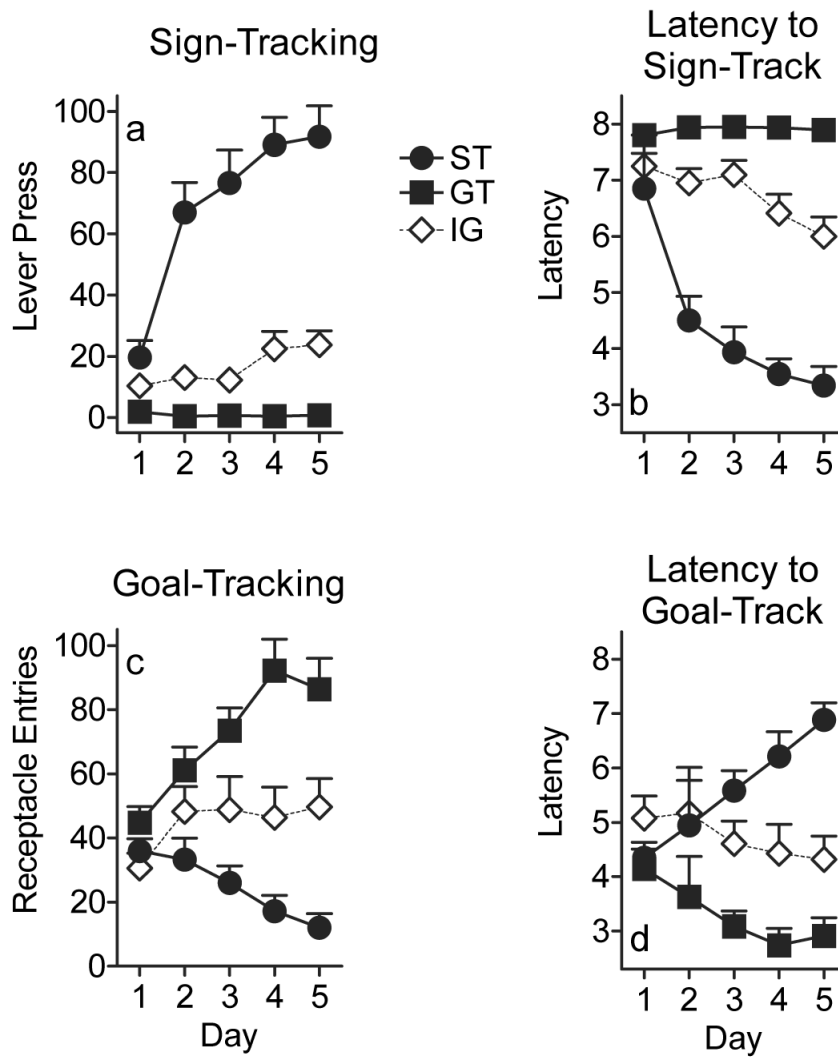 Sign-Tracking
Lever Press
100
80
60
40
20
0
a
1 2 3 4 5
ST
GT
IG
Latency to
Sign-Track
Latency
8
7
6
5
4
3
b
1 2 3 4 5
Goal-Tracking
Receptacle Entries
100
80
60
40
20
0
c
1 2 3 4 5
Day
Latency to
Goal-Track
Latency
8
7
6
5
4
3
d
1 2 3 4 5
Day